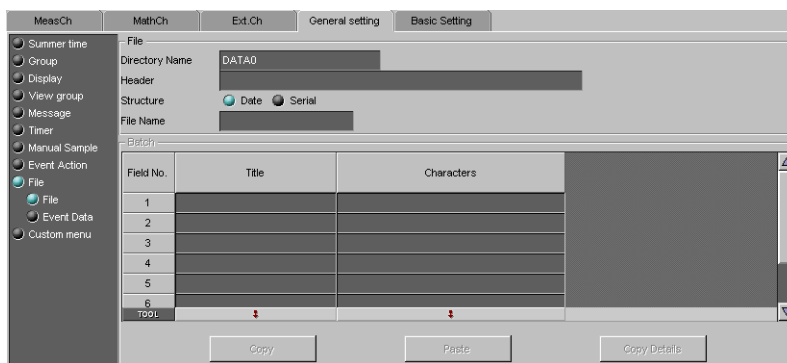 MeasCh MathCh Ext.Ch General setting Basic Setting
Summer time
Group
Display
View group
Message
Timer
Manual Sample
Event Action
File
File
Event Data
Custom menu
File
Directory Name DATA0
Header
Structure Date Serial
File Name
Batch
Field No. Title Characters
1
2
3
4
5
6
TOOL
Copy Paste Copy Details